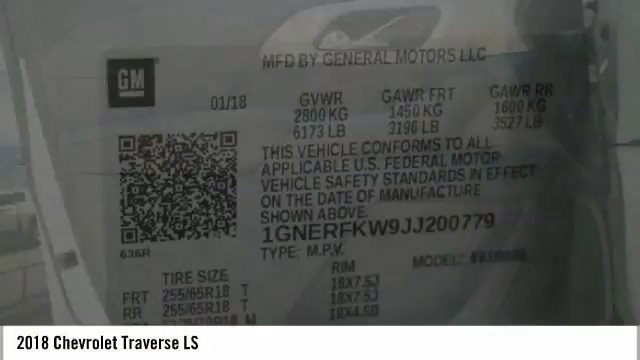 MFD BY GENERAL MOTORS LLC
GM
01/18 GVWR GAWR FRT GAWR RR
2800 KG 1450 KG 1600 KG
6173 LB 3196 LB 3527 LB
THIS VEHICLE CONFORMS TO ALL
APPLICABLE U.S. FEDERAL MOTOR
VEHICLE SAFETY STANDARDS IN EFFECT
ON THE DATE OF MANUFACTURE
SHOWN ABOVE.
1GNERFKW9JJ200779
636R TYPE: M.P.V. MODEL:
TIRE SIZE RIM
FRT 255/65R18 T 18X7.5J
RR 255/65R18 T 18X7.5J
M 18X4.5B
2018 Chevrolet Traverse LS